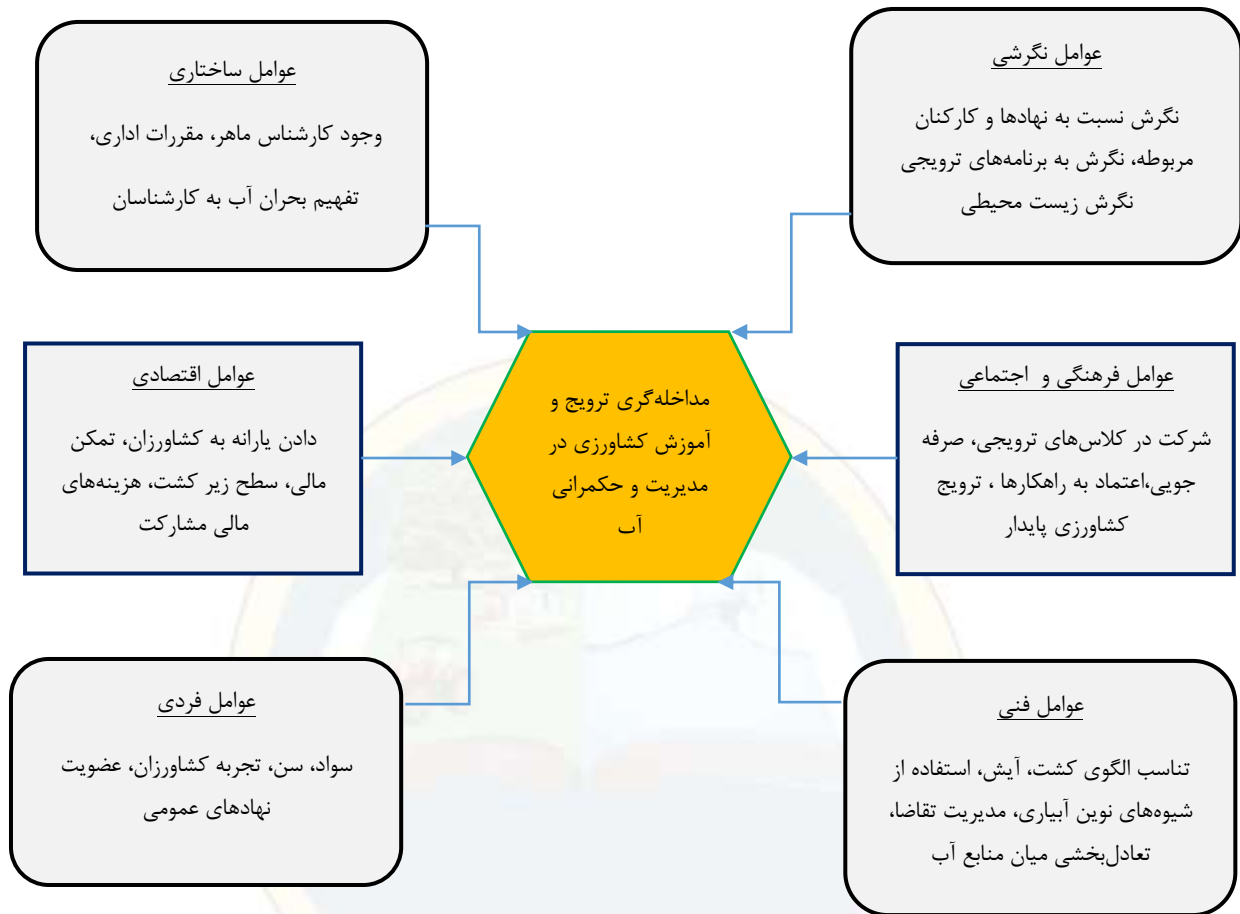 عوامل نگرشی
نگرش نسبت به نهادها و کارکنان
مربوطه، نگرش به برنامه‌های ترویجی
نگرش زیست محیطی
عوامل ساختاری
وجود کارشناس ماهر، مقررات اداری،
تفهیم بحران آب به کارشناسان
عوامل فرهنگی و اجتماعی
شرکت در کلاس‌های ترویجی، صرفه
جویی،اعتماد به راهکارها ، ترویج
کشاورزی پایدار
مداخله‌گری ترویج و
آموزش کشاورزی در
مدیریت و حکمرانی
آب
عوامل اقتصادی
دادن یارانه به کشاورزان، تمکن
مالی، سطح زیر کشت، هزینه‌های
مالی مشارکت
عوامل فنی
تناسب الگوی کشت، آیش، استفاده از
شیوه‌های نوین آبیاری، مدیریت تقاضا،
تعادل‌بخشی میان منابع آب
عوامل فردی
سواد، سن، تجربه کشاورزان، عضویت
نهادهای عمومی